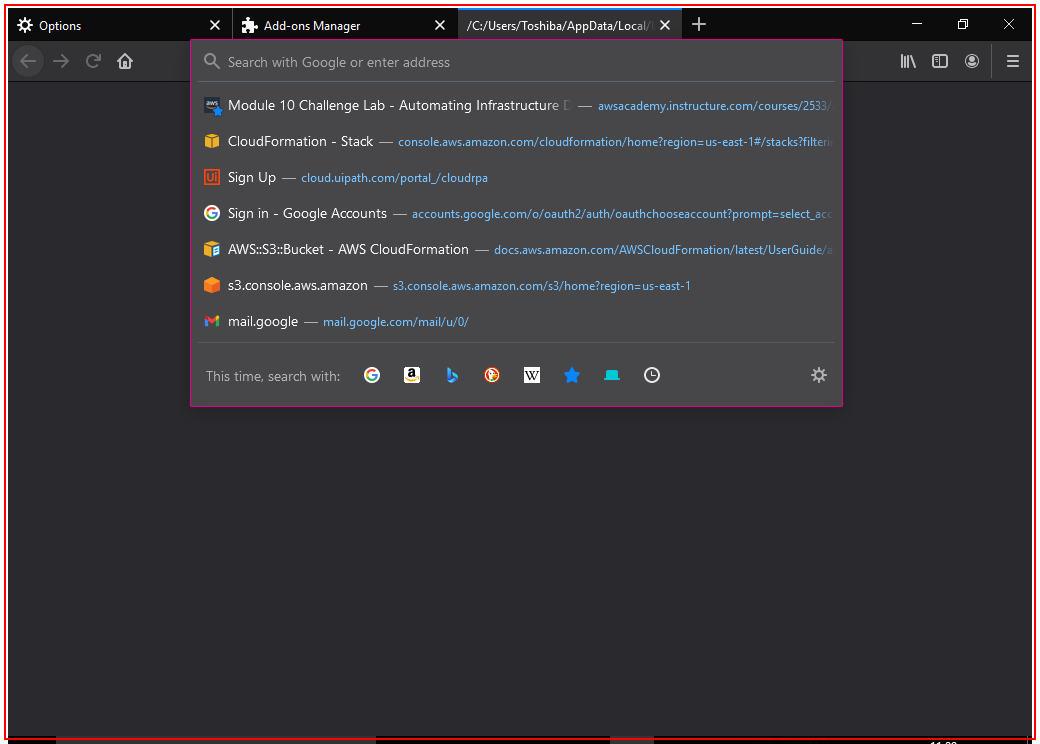 Options
Add-ons Manager
/C:/Users/Toshiba/AppData/Local/
Search with Google or enter address
Module 10 Challenge Lab - Automating Infrastructure — awsacademy.instructure.com/courses/2533/
CloudFormation - Stack — console.aws.amazon.com/cloudformation/home?region=us-east-1#/stacks?filteri
Sign Up — cloud.uipath.com/portal_/cloudrpa
Sign in - Google Accounts — accounts.google.com/o/oauth2/auth/oauthchooseaccount?prompt=select_acc
AWS::S3::Bucket - AWS CloudFormation — docs.aws.amazon.com/AWSCloudFormation/latest/UserGuide/a
s3.console.aws.amazon — s3.console.aws.amazon.com/s3/home?region=us-east-1
mail.google — mail.google.com/mail/u/0/
This time, search with: